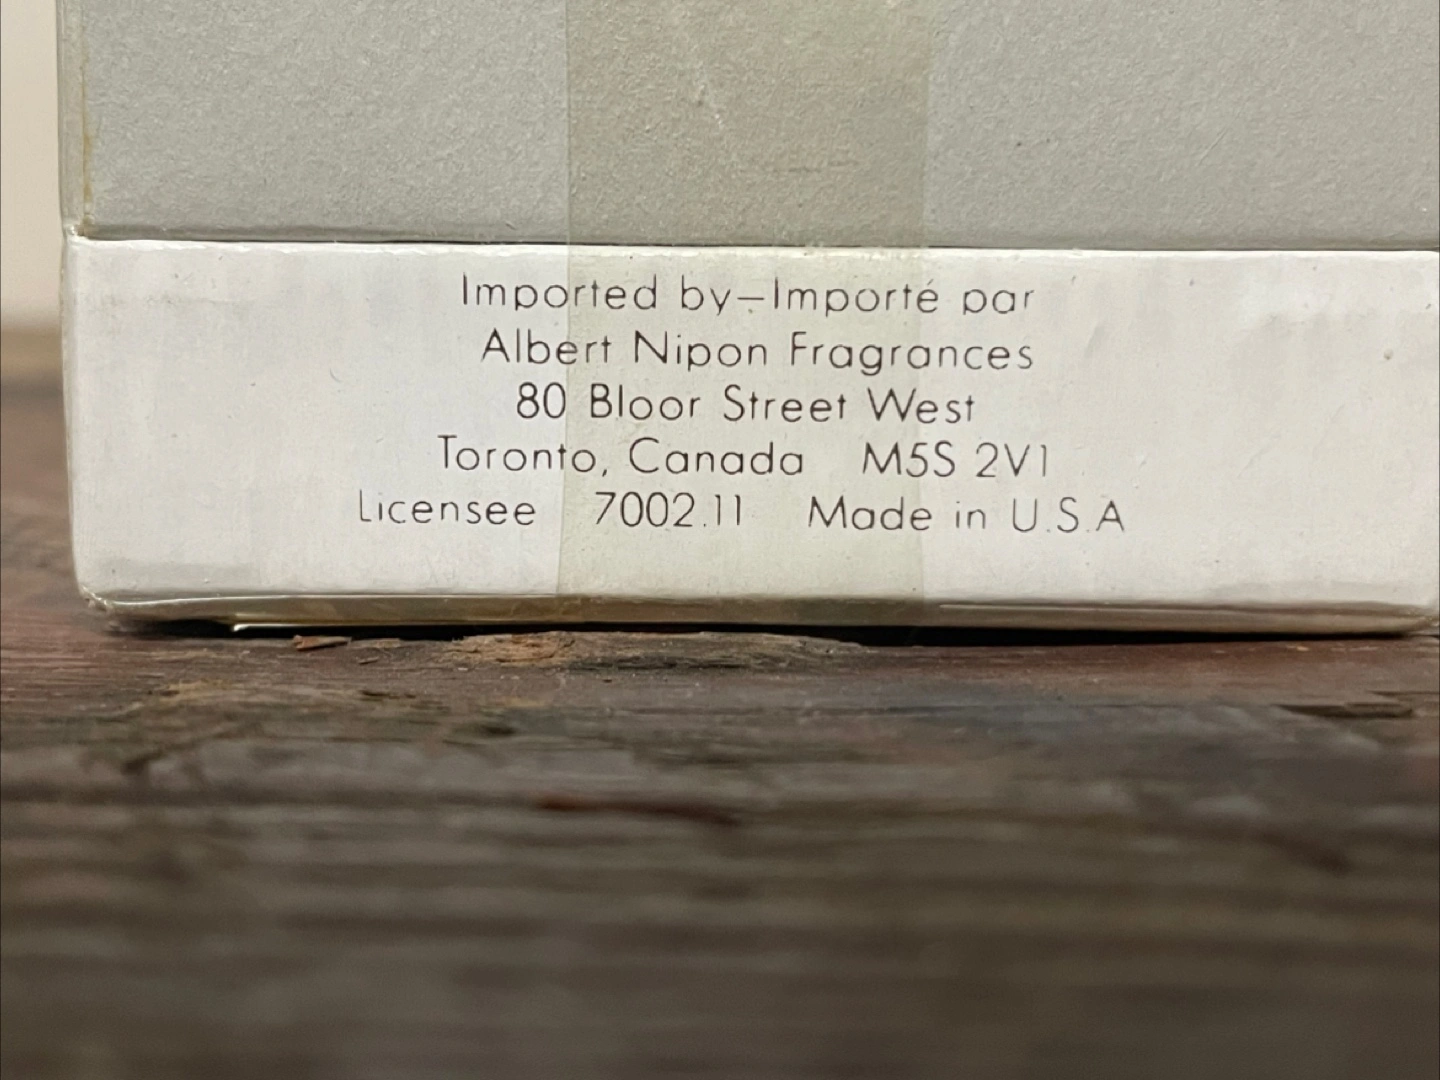 Imported by–Importé par
Albert Nipon Fragrances
80 Bloor Street West
Toronto, Canada M5S 2V1
Licensee 7002.11 Made in U.S.A